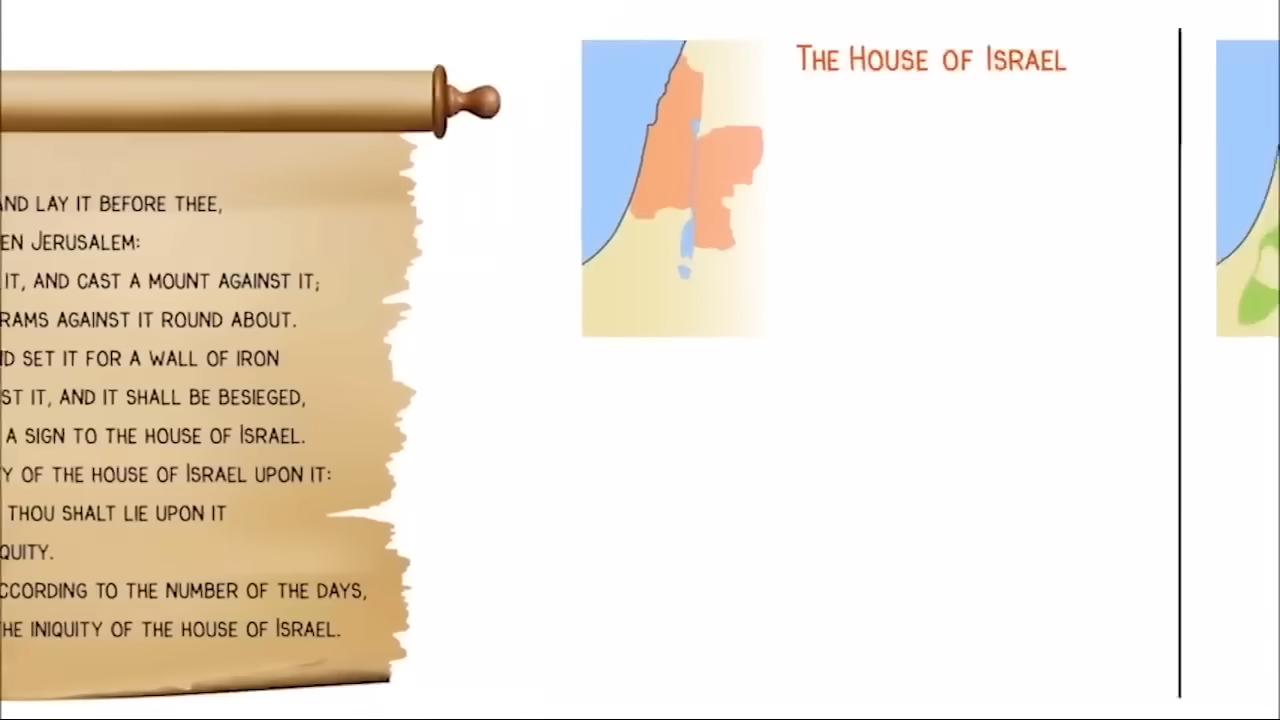 AND LAY IT BEFORE THEE,
EN JERUSALEM:
IT, AND CAST A MOUNT AGAINST IT;
RAMS AGAINST IT ROUND ABOUT.
ND SET IT FOR A WALL OF IRON
ST IT, AND IT SHALL BE BESIEGED,
A SIGN TO THE HOUSE OF ISRAEL.
Y OF THE HOUSE OF ISRAEL UPON IT:
THOU SHALT LIE UPON IT
QUITY.
CCORDING TO THE NUMBER OF THE DAYS,
HE INIQUITY OF THE HOUSE OF ISRAEL.
THE HOUSE OF ISRAEL